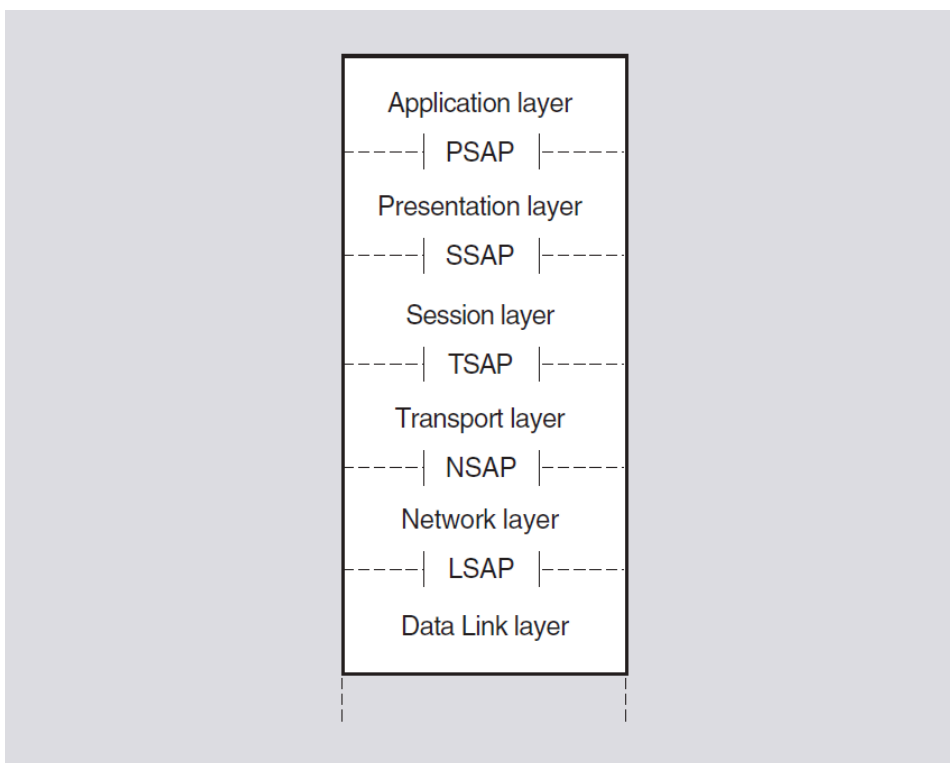 Application layer
PSAP
Presentation layer
SSAP
Session layer
TSAP
Transport layer
NSAP
Network layer
LSAP
Data Link layer